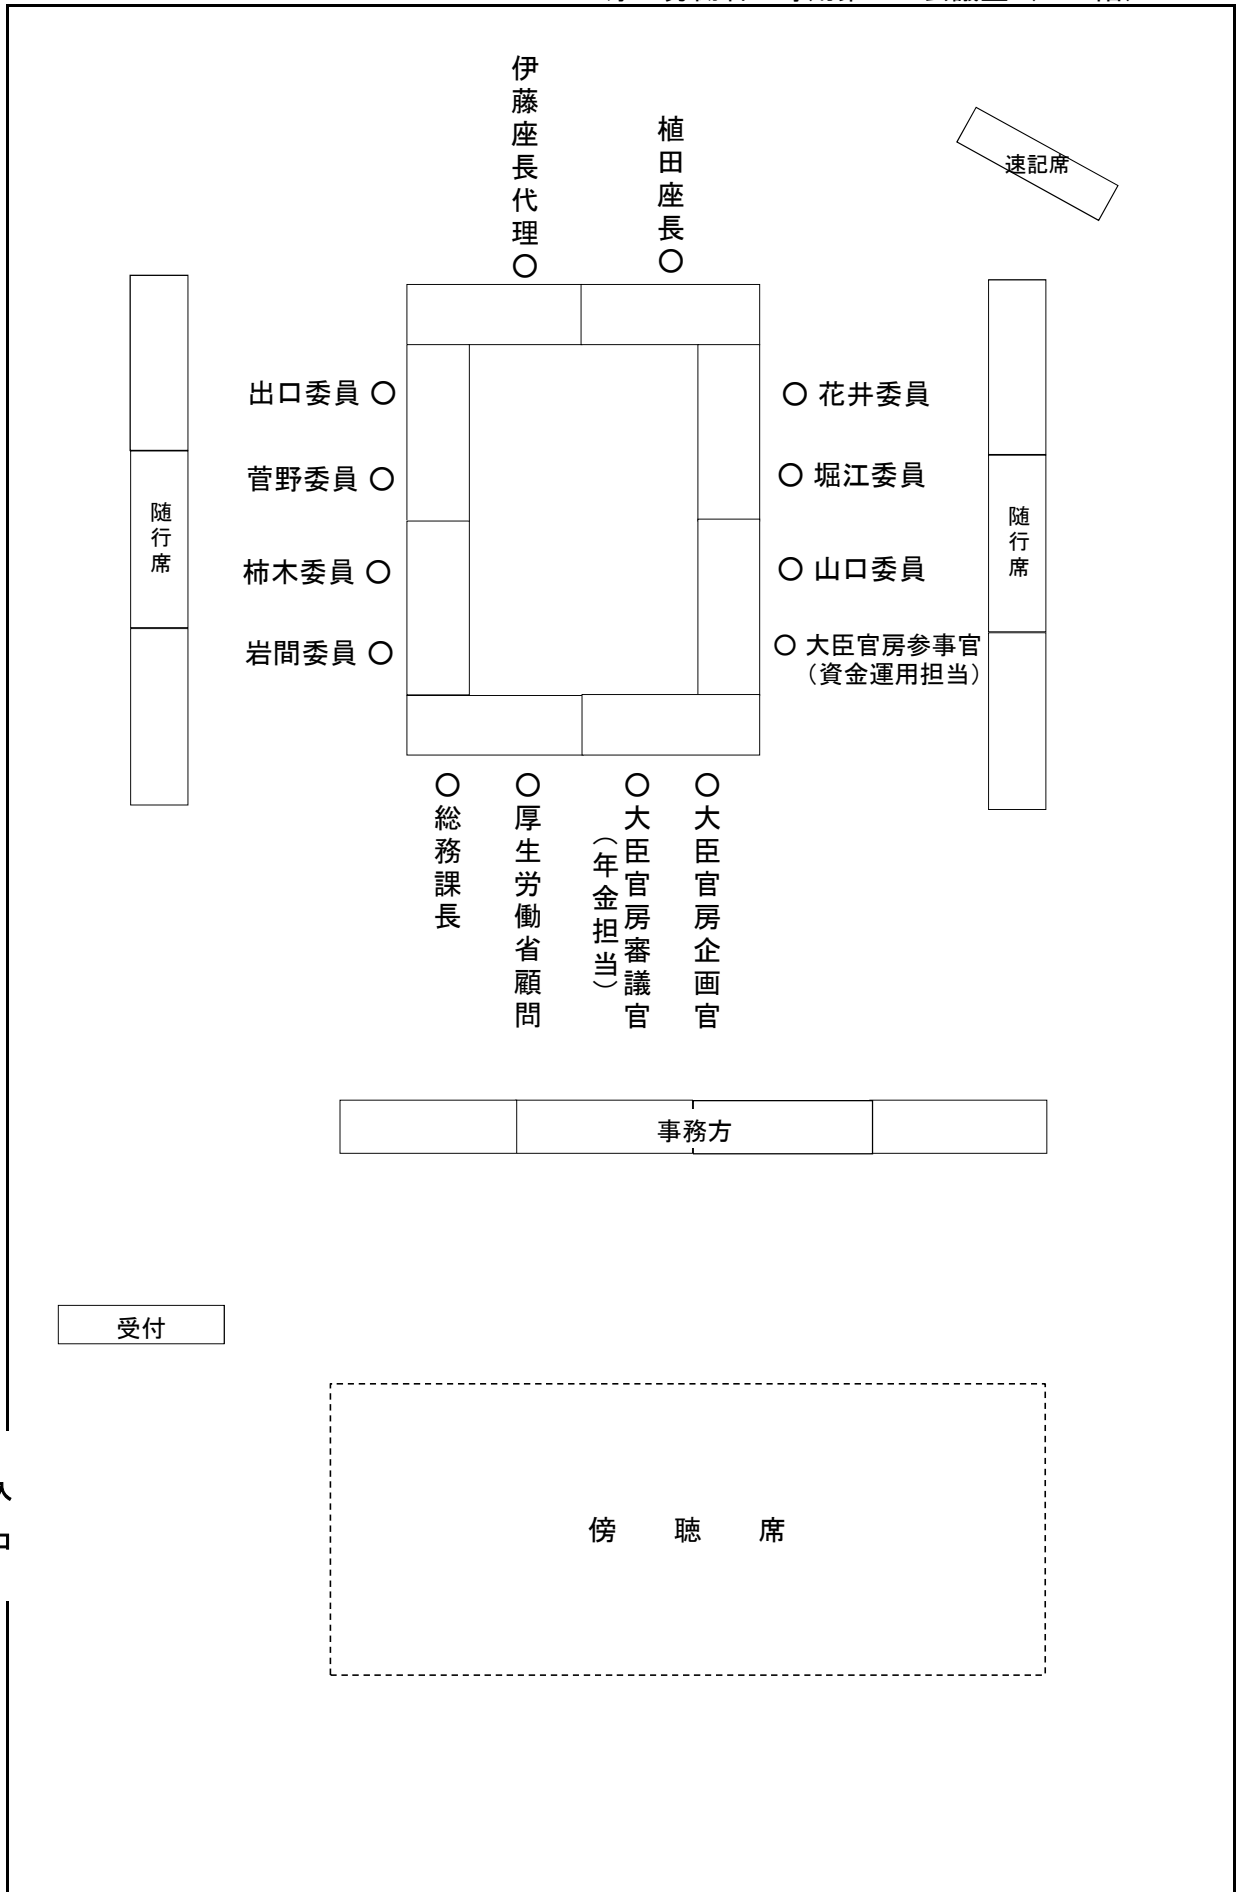 伊藤座長代理○
植田座長○
速記席
出口委員 ○
○ 花井委員
菅野委員 ○
○ 堀江委員
随行席
随行席
柿木委員 ○
○ 山口委員
岩間委員 ○
○ 大臣官房参事官
（資金運用担当）
○大臣官房企画官
○大臣官房審議官
（年金担当）
○厚生労働省顧問
○総務課長
事務方
受付
入口
傍 聴 席